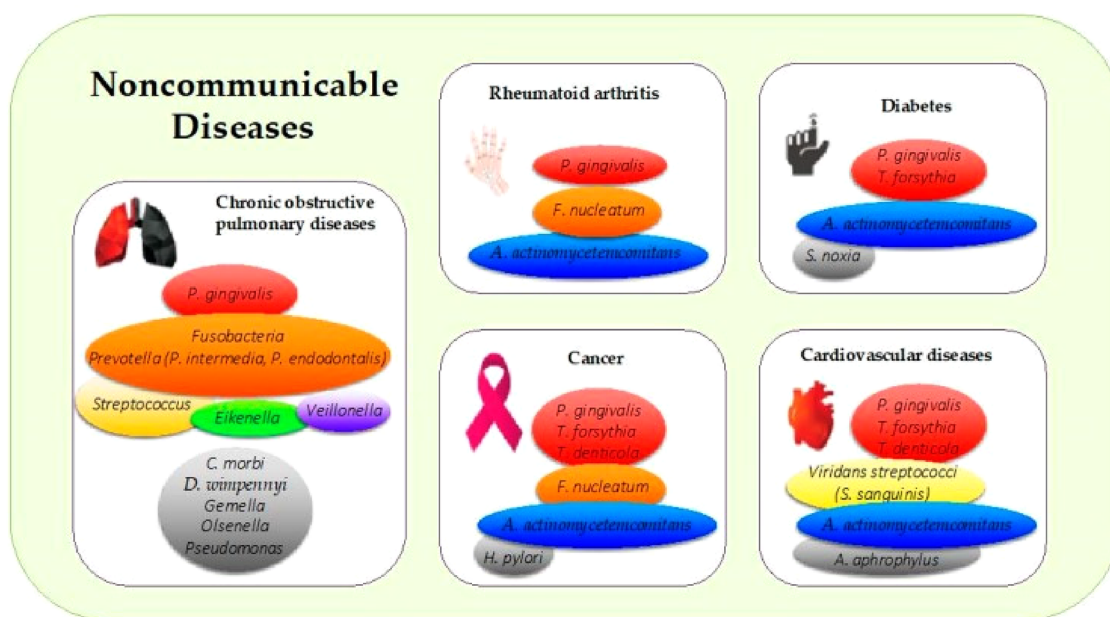 Noncommunicable
Diseases
Chronic obstructive
pulmonary diseases
P. gingivalis
Fusobacteria
Prevotella (P. intermedia, P. endodontalis)
Streptococcus
Eikenella
Veillonella
C. morbi
D. wimpennyi
Gemella
Olsenella
Pseudomonas
Rheumatoid arthritis
P. gingivalis
F. nucleatum
A. actinomycetemcomitans
Diabetes
P. gingivalis
T. forsythia
A. actinomycetemcomitans
S. noxia
Cancer
P. gingivalis
T. forsythia
T. denticola
F. nucleatum
A. actinomycetemcomitans
H. pylori
Cardiovascular diseases
P. gingivalis
T. forsythia
T. denticola
Viridans streptococci
(S. sanguinis)
A. actinomycetemcomitans
A. aphrophylus